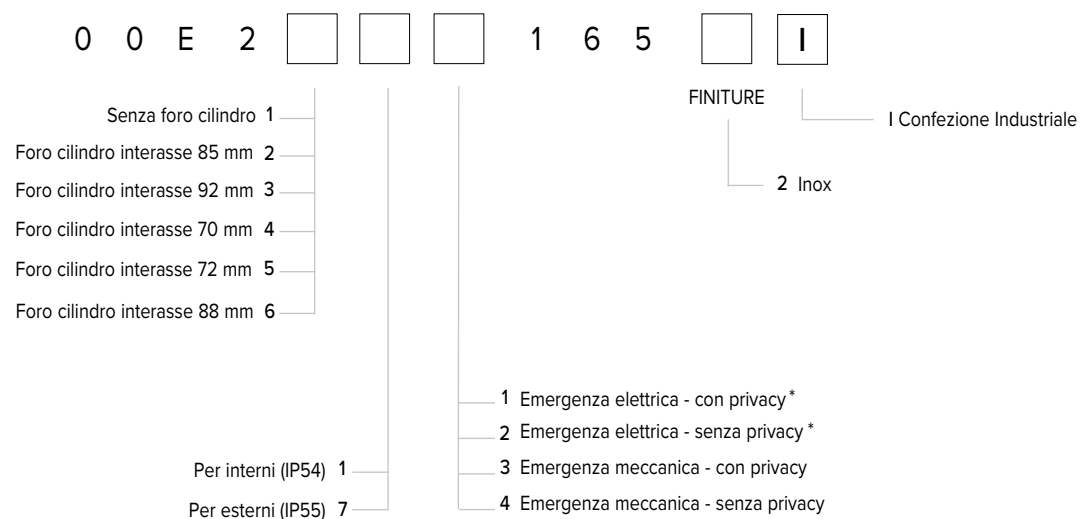 0 0 E 2 1 6 5 I
FINITURE
Senza foro cilindro 1
I Confezione Industriale
Foro cilindro interasse 85 mm 2
2 Inox
Foro cilindro interasse 92 mm 3
Foro cilindro interasse 70 mm 4
Foro cilindro interasse 72 mm 5
Foro cilindro interasse 88 mm 6
1 Emergenza elettrica - con privacy *
2 Emergenza elettrica - senza privacy *
Per interni (IP54) 1
3 Emergenza meccanica - con privacy
Per esterni (IP55) 7
4 Emergenza meccanica - senza privacy